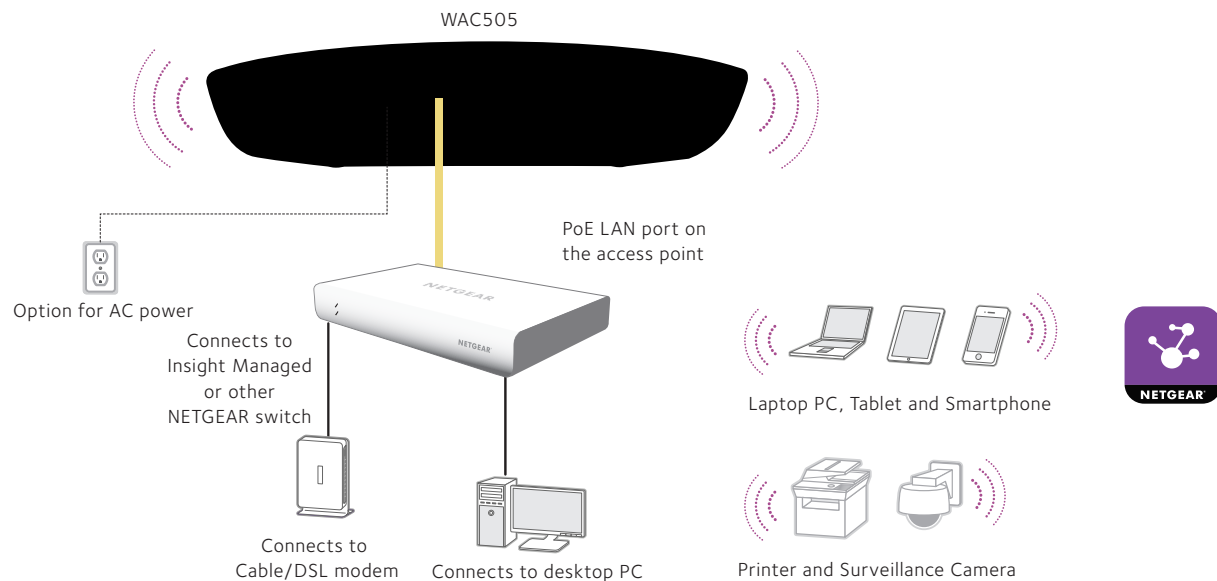 WAC505
PoE LAN port on
the access point
NETGEAR
NETGEAR
Option for AC power
Connects to
Insight Managed
or other
NETGEAR switch
Laptop PC, Tablet and Smartphone
NETGEAR
Connects to
Cable/DSL modem
Connects to desktop PC
Printer and Surveillance Camera